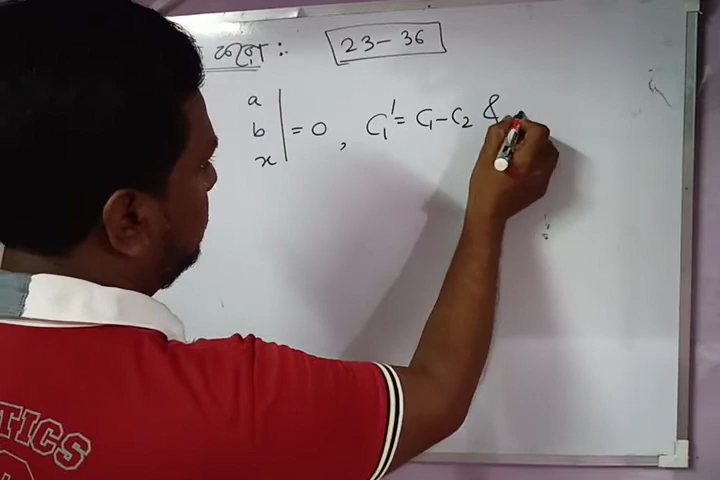 : 23-36
a
b = 0, C₁' = C₁-C₂ &
x
TICS